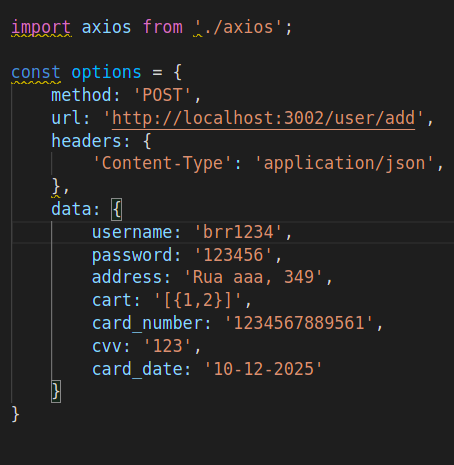 import axios from './axios';
const options = {
method: 'POST',
url: 'http://localhost:3002/user/add',
headers: {
'Content-Type': 'application/json',
},
data: {
username: 'brr1234',
password: '123456',
address: 'Rua aaa, 349',
cart: '[{1,2}]',
card_number: '1234567889561',
cvv: '123',
card_date: '10-12-2025'
}
}